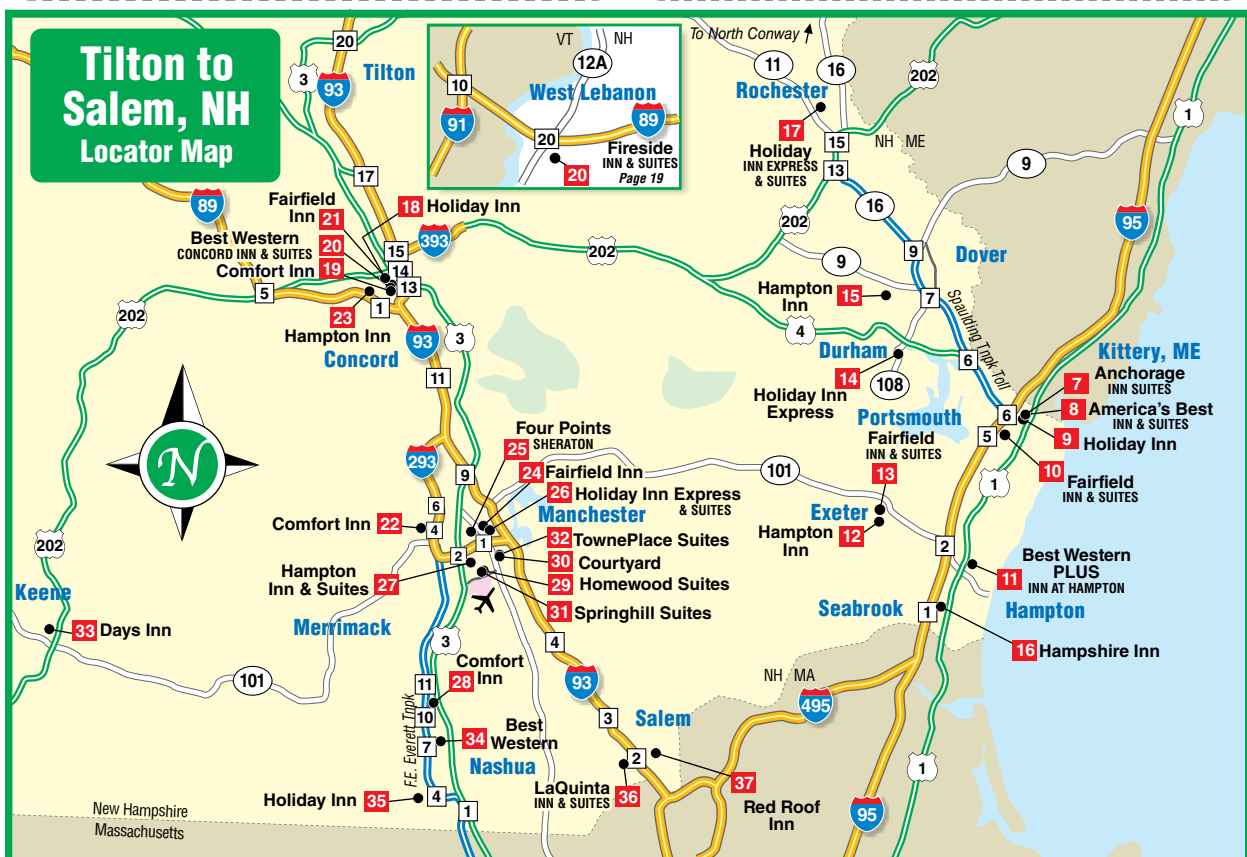 Tilton to
Salem, NH
Locator Map
20
3
93
Tilton
17
89
VT
NH
12A
10
West Lebanon
91
20
89
Fireside
INN & SUITES
Page 19
20
To North Conway
11
16
Rochester
202
17
Holiday
INN EXPRESS
& SUITES
15
NH
ME
13
1
9
16
95
Fairfield
Inn
21
18
Holiday Inn
Best Western
CONCORD INN & SUITES
20
Comfort Inn
19
15
393
14
13
202
202
9
9
Dover
5
1
23
Hampton Inn
Concord
93
3
202
Hampton
Inn
15
7
Spaulding Tnpk Toll
4
Durham
6
14
108
Holiday Inn
Express
Kittery, ME
7
Anchorage
INN SUITES
8
America's Best
INN & SUITES
9
Holiday Inn
6
5
10
Fairfield
INN & SUITES
1
Portsmouth
Fairfield
INN & SUITES
13
11
N
293
9
Four Points
SHERATON
25
24
Fairfield Inn
26
Holiday Inn Express
& SUITES
Manchester
101
6
4
Comfort Inn
22
1
2
32
TownePlace Suites
30
Courtyard
29
Homewood Suites
31
Springhill Suites
Hampton
Inn & Suites
27
Exeter
Hampton
Inn
12
2
11
Best Western
PLUS
INN AT HAMPTON
Hampton
Seabrook
1
16
Hampshire Inn
202
Keene
33
Days Inn
101
Merrimack
3
4
Comfort
Inn
28
11
10
F.E. Everett Tnpk
93
NH
MA
495
3
Salem
7
34
Best
Western
Nashua
2
LaQuinta
INN & SUITES
36
37
Red Roof
Inn
1
95
Holiday Inn
35
4
1
New Hampshire
Massachusetts